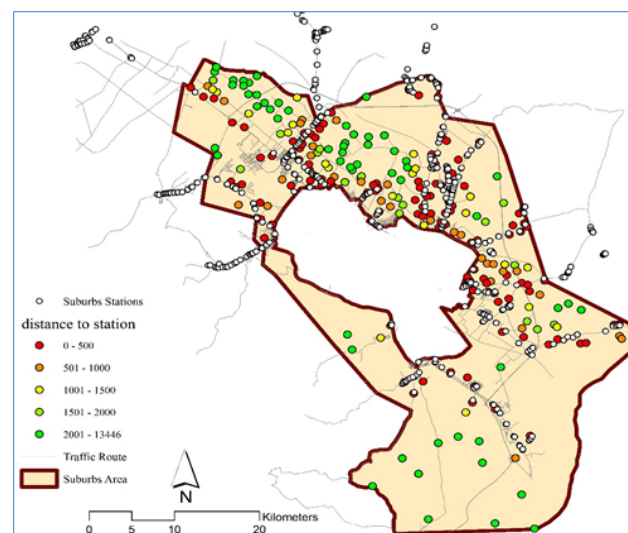 Suburbs Stations
distance to station
0 - 500
501 - 1000
1001 - 1500
1501 - 2000
2001 - 13446
Traffic Route
Suburbs Area
N
Kilometers
0 5 10 20